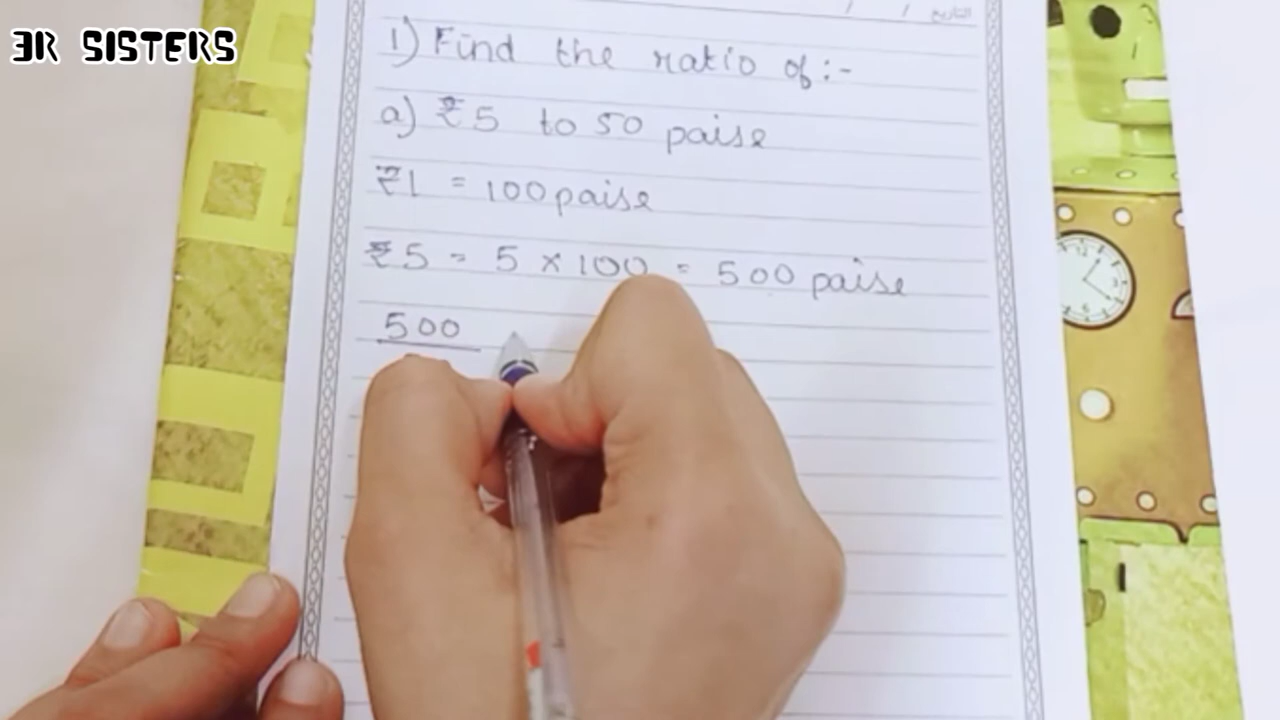 3R SISTERS
/ / التاريخ
1) Find the ratio of :-
a) ₹5 to 50 paise
₹1 = 100 paise
₹5 = 5 × 100 = 500 paise
500